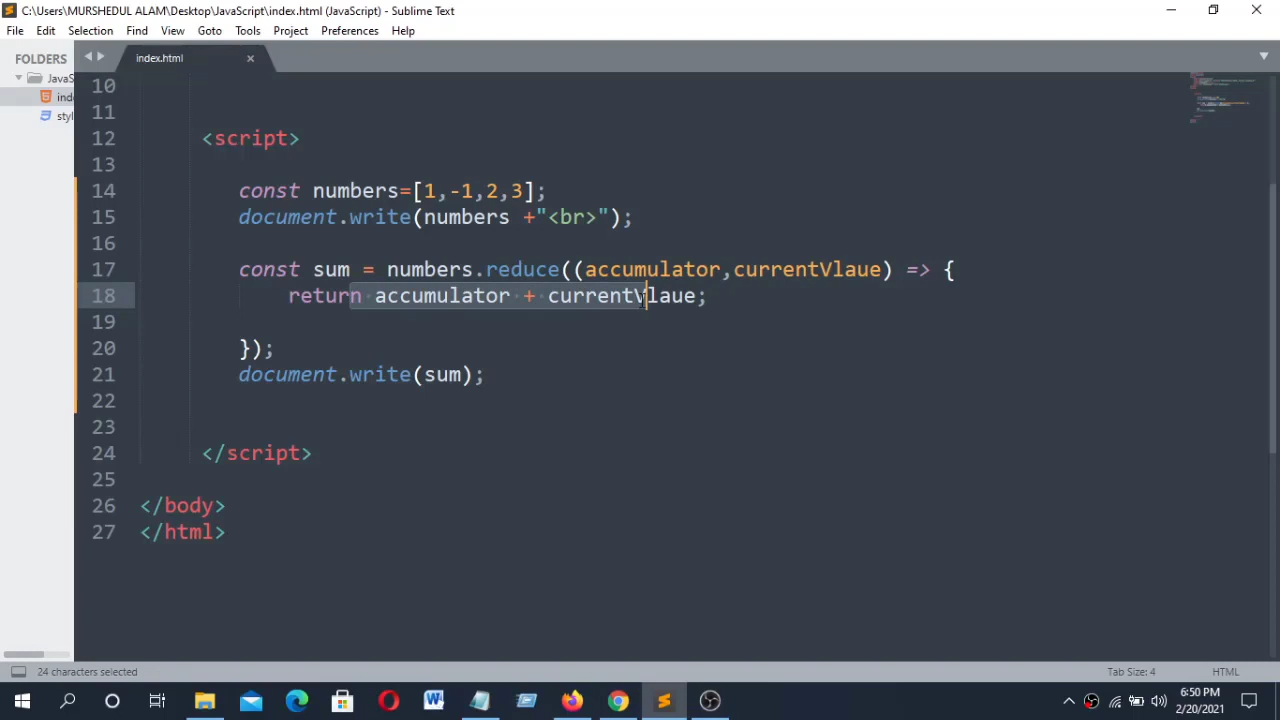 C:\Users\MURSHEDUL ALAM\Desktop\JavaScript\index.html (JavaScript) - Sublime Text
File Edit Selection Find View Goto Tools Project Preferences Help
FOLDERS
index.html
JavaS
inde
styl
10
11
12 <script>
13
14 const numbers=[1,-1,2,3];
15 document.write(numbers +"<br>");
16
17 const sum = numbers.reduce((accumulator,currentVlaue) => {
18 return accumulator + currentVlaue;
19
20 });
21 document.write(sum);
22
23
24 </script>
25
26 </body>
27 </html>
24 characters selected
Tab Size: 4
HTML
6:50 PM
2/20/2021